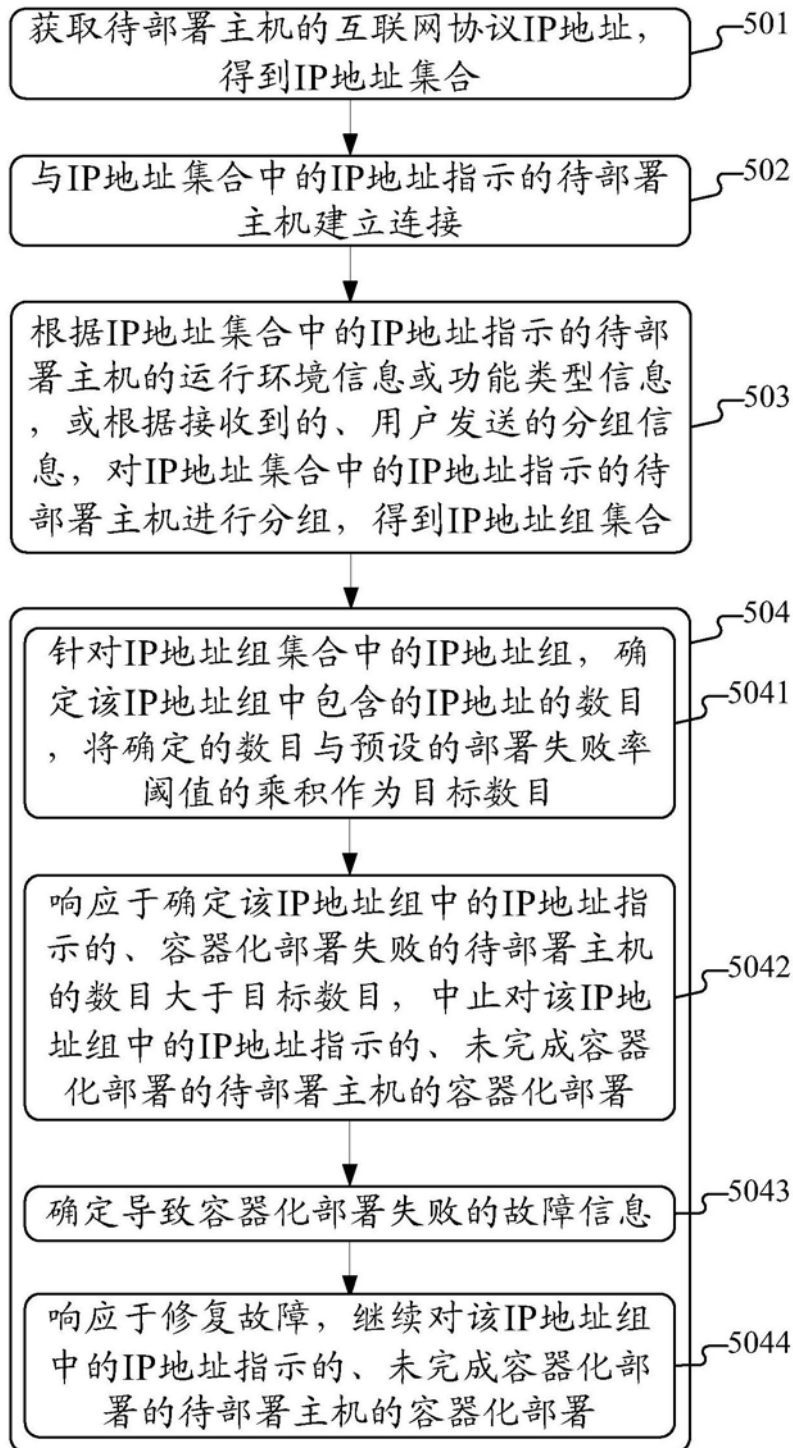 获取待部署主机的互联网协议IP地址，
得到IP地址集合
501
与IP地址集合中的IP地址指示的待部署
主机建立连接
502
根据IP地址集合中的IP地址指示的待部
署主机的运行环境信息或功能类型信息
，或根据接收到的、用户发送的分组信
息，对IP地址集合中的IP地址指示的待
部署主机进行分组，得到IP地址组集合
503
504
针对IP地址组集合中的IP地址组，确
定该IP地址组中包含的IP地址的数目
，将确定的数目与预设的部署失败率
阈值的乘积作为目标数目
5041
响应于确定该IP地址组中的IP地址指
示的、容器化部署失败的待部署主机
的数目大于目标数目，中止对该IP地
址组中的IP地址指示的、未完成容器
化部署的待部署主机的容器化部署
5042
确定导致容器化部署失败的故障信息
5043
响应于修复故障，继续对该IP地址组
中的IP地址指示的、未完成容器化部
署的待部署主机的容器化部署
5044